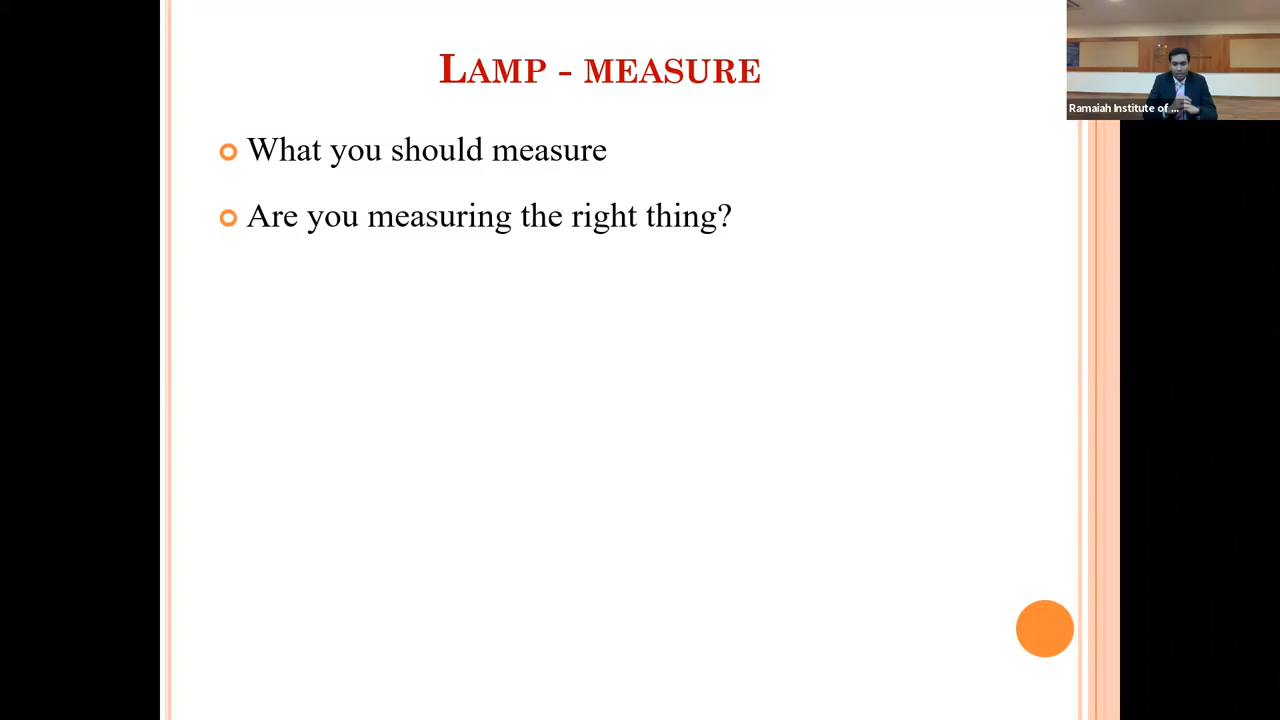 LAMP - MEASURE
Ramaiah Institute of ...
What you should measure
Are you measuring the right thing?